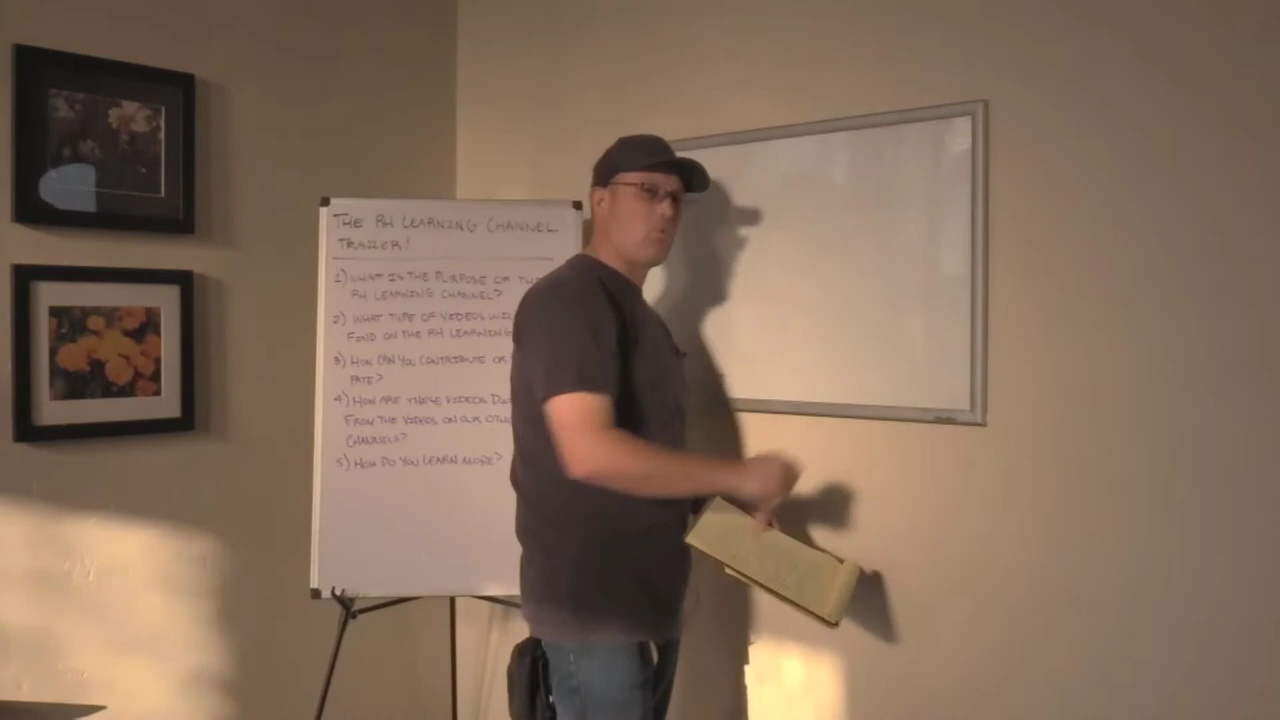 THE RH LEARNING CHANNEL
TRAILER!
1) WHAT IS THE PURPOSE OF THE
RH LEARNING CHANNEL?
2) WHAT TYPE OF VIDEOS
FIND ON THE RH LEARNING
3) HOW CAN YOU CONTRIBUTE OR
PATE?
4) HOW ARE THESE VIDEOS
FROM THE VIDEOS ON OUR
CHANNELS?
5) HOW DO YOU LEARN MORE?